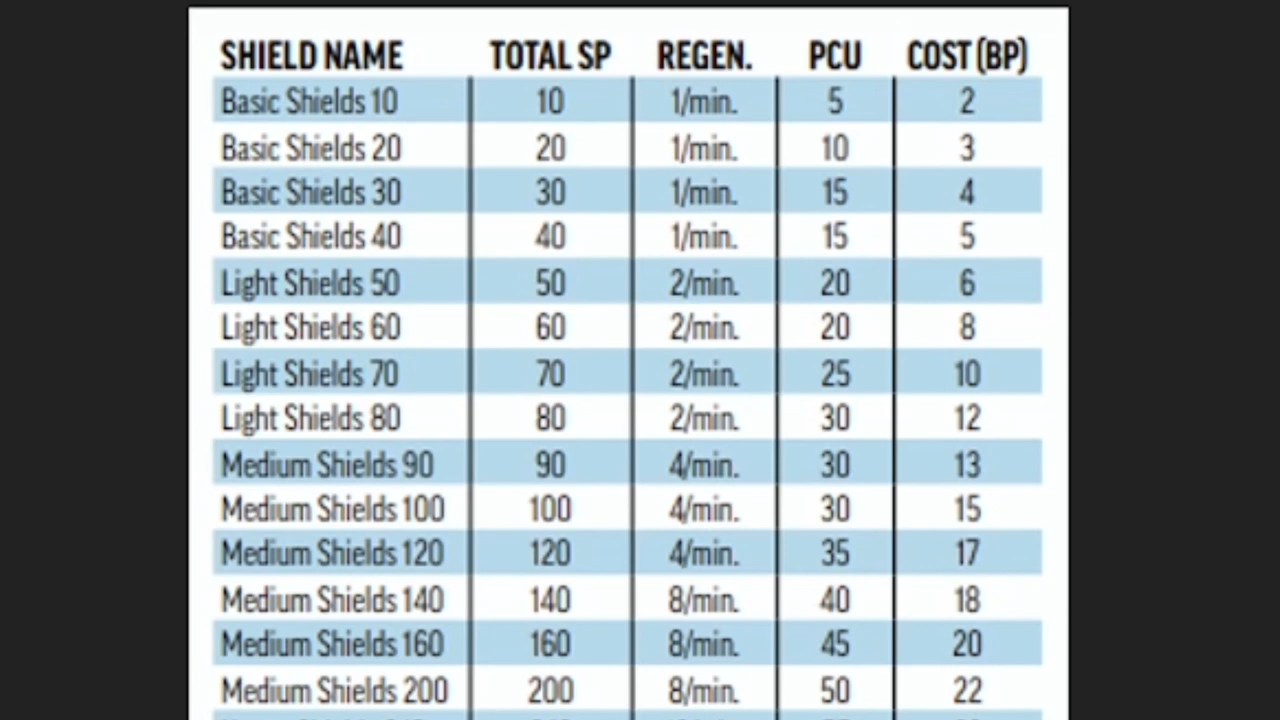 SHIELD NAME TOTAL SP REGEN. PCU COST (BP)
Basic Shields 10 10 1/min. 5 2
Basic Shields 20 20 1/min. 10 3
Basic Shields 30 30 1/min. 15 4
Basic Shields 40 40 1/min. 15 5
Light Shields 50 50 2/min. 20 6
Light Shields 60 60 2/min. 20 8
Light Shields 70 70 2/min. 25 10
Light Shields 80 80 2/min. 30 12
Medium Shields 90 90 4/min. 30 13
Medium Shields 100 100 4/min. 30 15
Medium Shields 120 120 4/min. 35 17
Medium Shields 140 140 8/min. 40 18
Medium Shields 160 160 8/min. 45 20
Medium Shields 200 200 8/min. 50 22